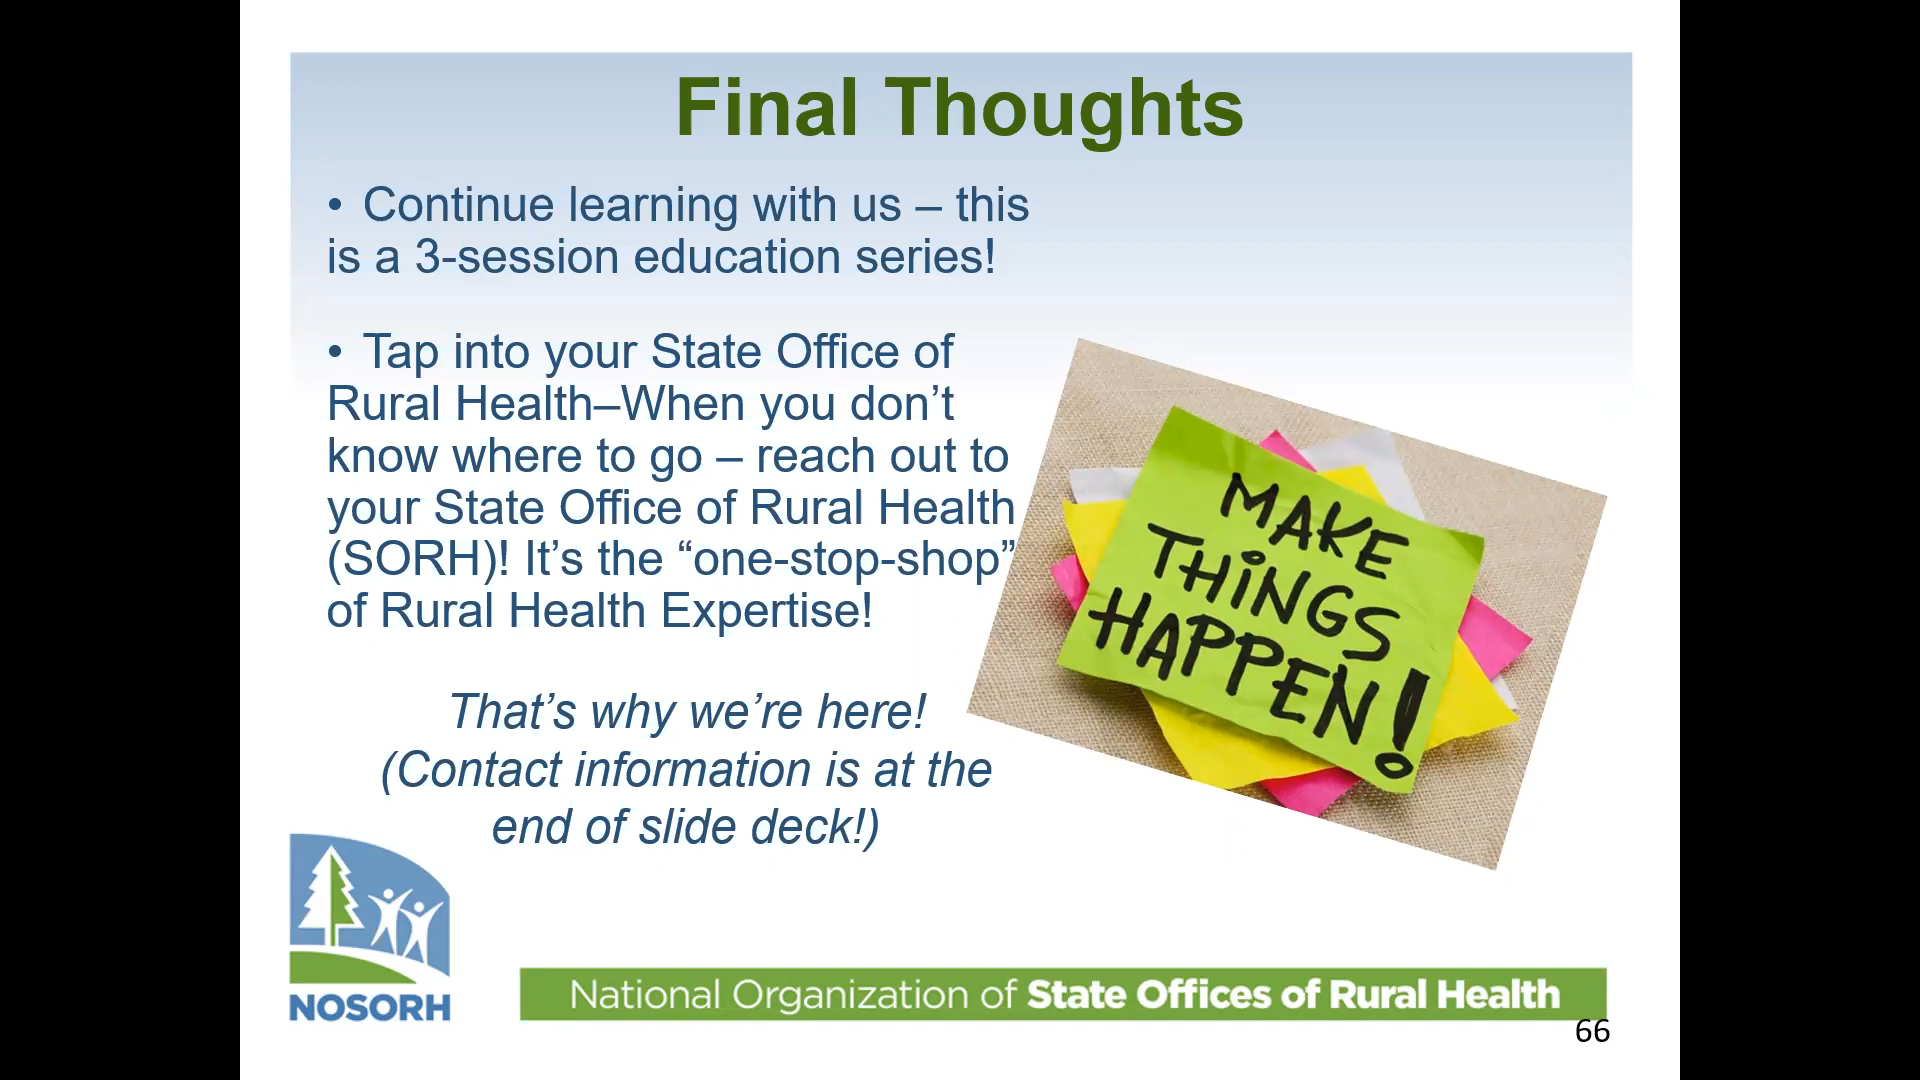 Final Thoughts
• Continue learning with us – this
is a 3-session education series!
• Tap into your State Office of
Rural Health–When you don’t
know where to go – reach out to
your State Office of Rural Health
(SORH)! It’s the “one-stop-shop”
of Rural Health Expertise!
That’s why we’re here!
(Contact information is at the
end of slide deck!)
MAKE
THiNGS
HAPPEN!
NOSORH
National Organization of State Offices of Rural Health
66